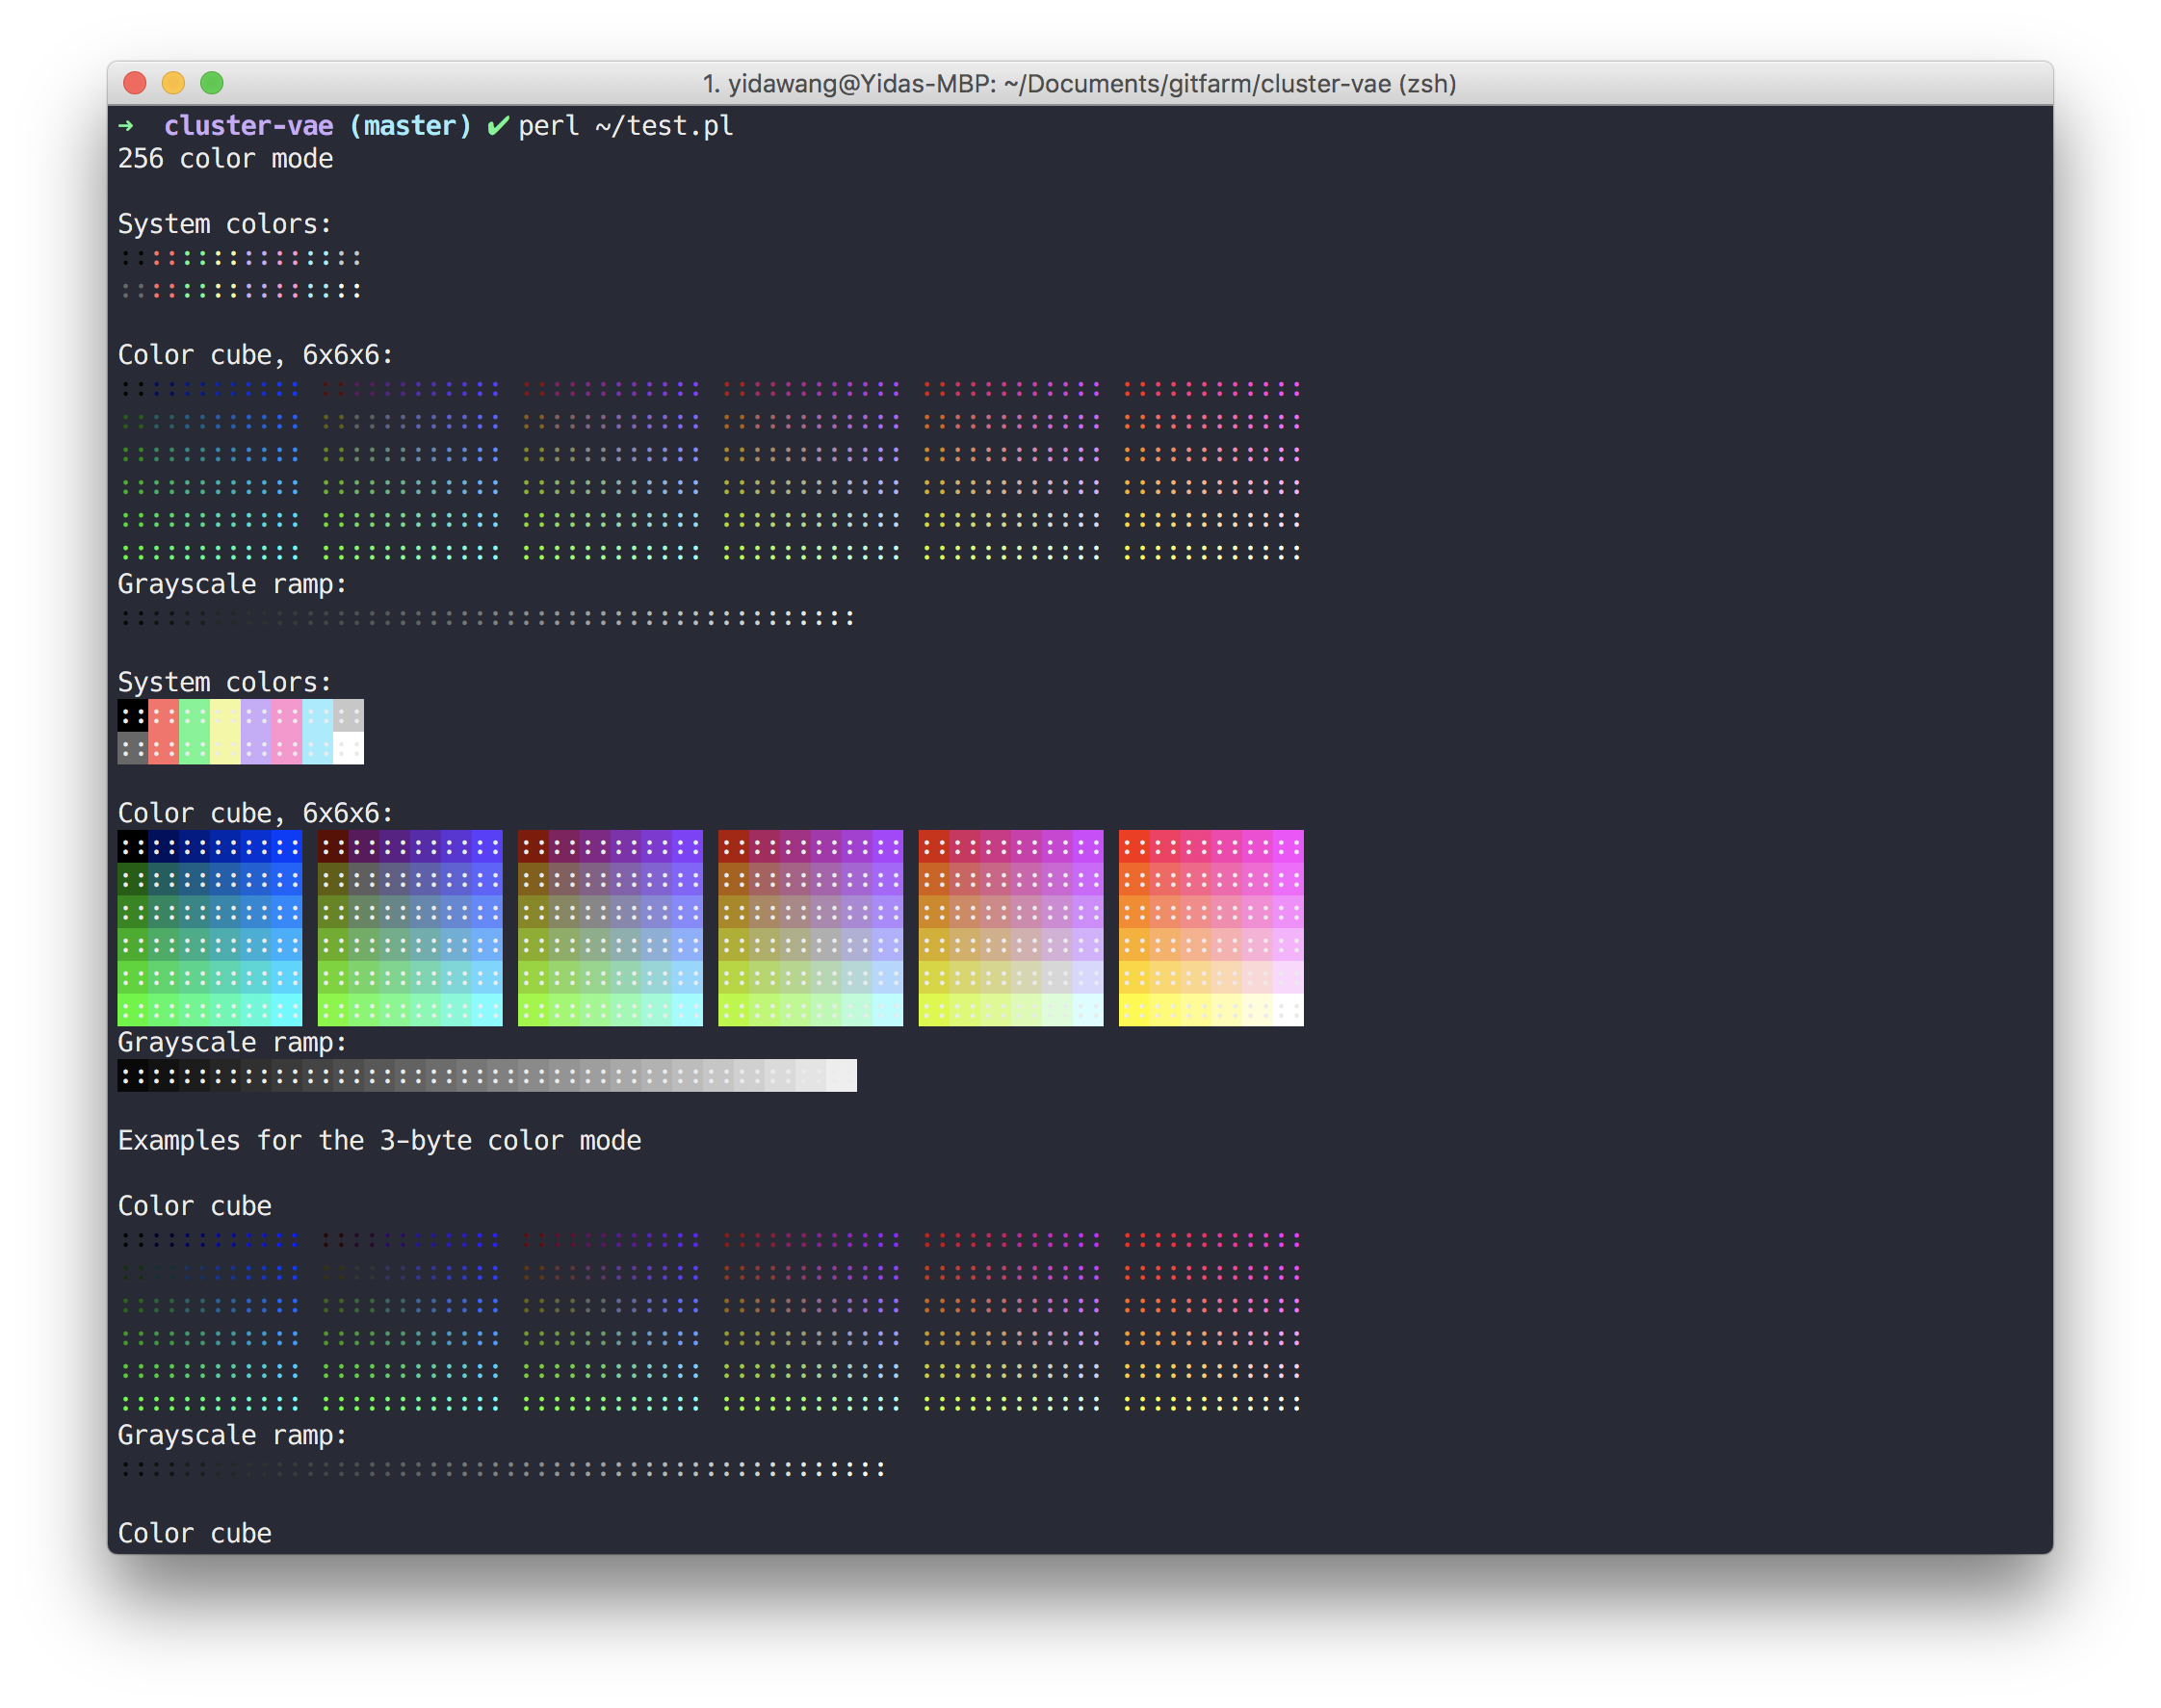 1. yidawang@Yidas-MBP: ~/Documents/gitfarm/cluster-vae (zsh)
➜  cluster-vae (master) ✔ perl ~/test.pl
256 color mode
System colors:
::::::::::::::::
::::::::::::::::
Color cube, 6x6x6:
:::::::::::: :::::::::::: :::::::::::: :::::::::::: :::::::::::: ::::::::::::
:::::::::::: :::::::::::: :::::::::::: :::::::::::: :::::::::::: ::::::::::::
:::::::::::: :::::::::::: :::::::::::: :::::::::::: :::::::::::: ::::::::::::
:::::::::::: :::::::::::: :::::::::::: :::::::::::: :::::::::::: ::::::::::::
:::::::::::: :::::::::::: :::::::::::: :::::::::::: :::::::::::: ::::::::::::
:::::::::::: :::::::::::: :::::::::::: :::::::::::: :::::::::::: ::::::::::::
Grayscale ramp:
::::::::::::::::::::::::::::::::::::::::::::::::
System colors:
::::::::::::::::
::::::::::::::::
Color cube, 6x6x6:
:::::::::::: :::::::::::: :::::::::::: :::::::::::: :::::::::::: ::::::::::::
:::::::::::: :::::::::::: :::::::::::: :::::::::::: :::::::::::: ::::::::::::
:::::::::::: :::::::::::: :::::::::::: :::::::::::: :::::::::::: ::::::::::::
:::::::::::: :::::::::::: :::::::::::: :::::::::::: :::::::::::: ::::::::::::
:::::::::::: :::::::::::: :::::::::::: :::::::::::: :::::::::::: ::::::::::::
:::::::::::: :::::::::::: :::::::::::: :::::::::::: :::::::::::: ::::::::::::
Grayscale ramp:
::::::::::::::::::::::::::::::::::::::::::::::::
Examples for the 3-byte color mode
Color cube
:::::::::::: :::::::::::: :::::::::::: :::::::::::: :::::::::::: ::::::::::::
:::::::::::: :::::::::::: :::::::::::: :::::::::::: :::::::::::: ::::::::::::
:::::::::::: :::::::::::: :::::::::::: :::::::::::: :::::::::::: ::::::::::::
:::::::::::: :::::::::::: :::::::::::: :::::::::::: :::::::::::: ::::::::::::
:::::::::::: :::::::::::: :::::::::::: :::::::::::: :::::::::::: ::::::::::::
:::::::::::: :::::::::::: :::::::::::: :::::::::::: :::::::::::: ::::::::::::
Grayscale ramp:
::::::::::::::::::::::::::::::::::::::::::::::::::
Color cube